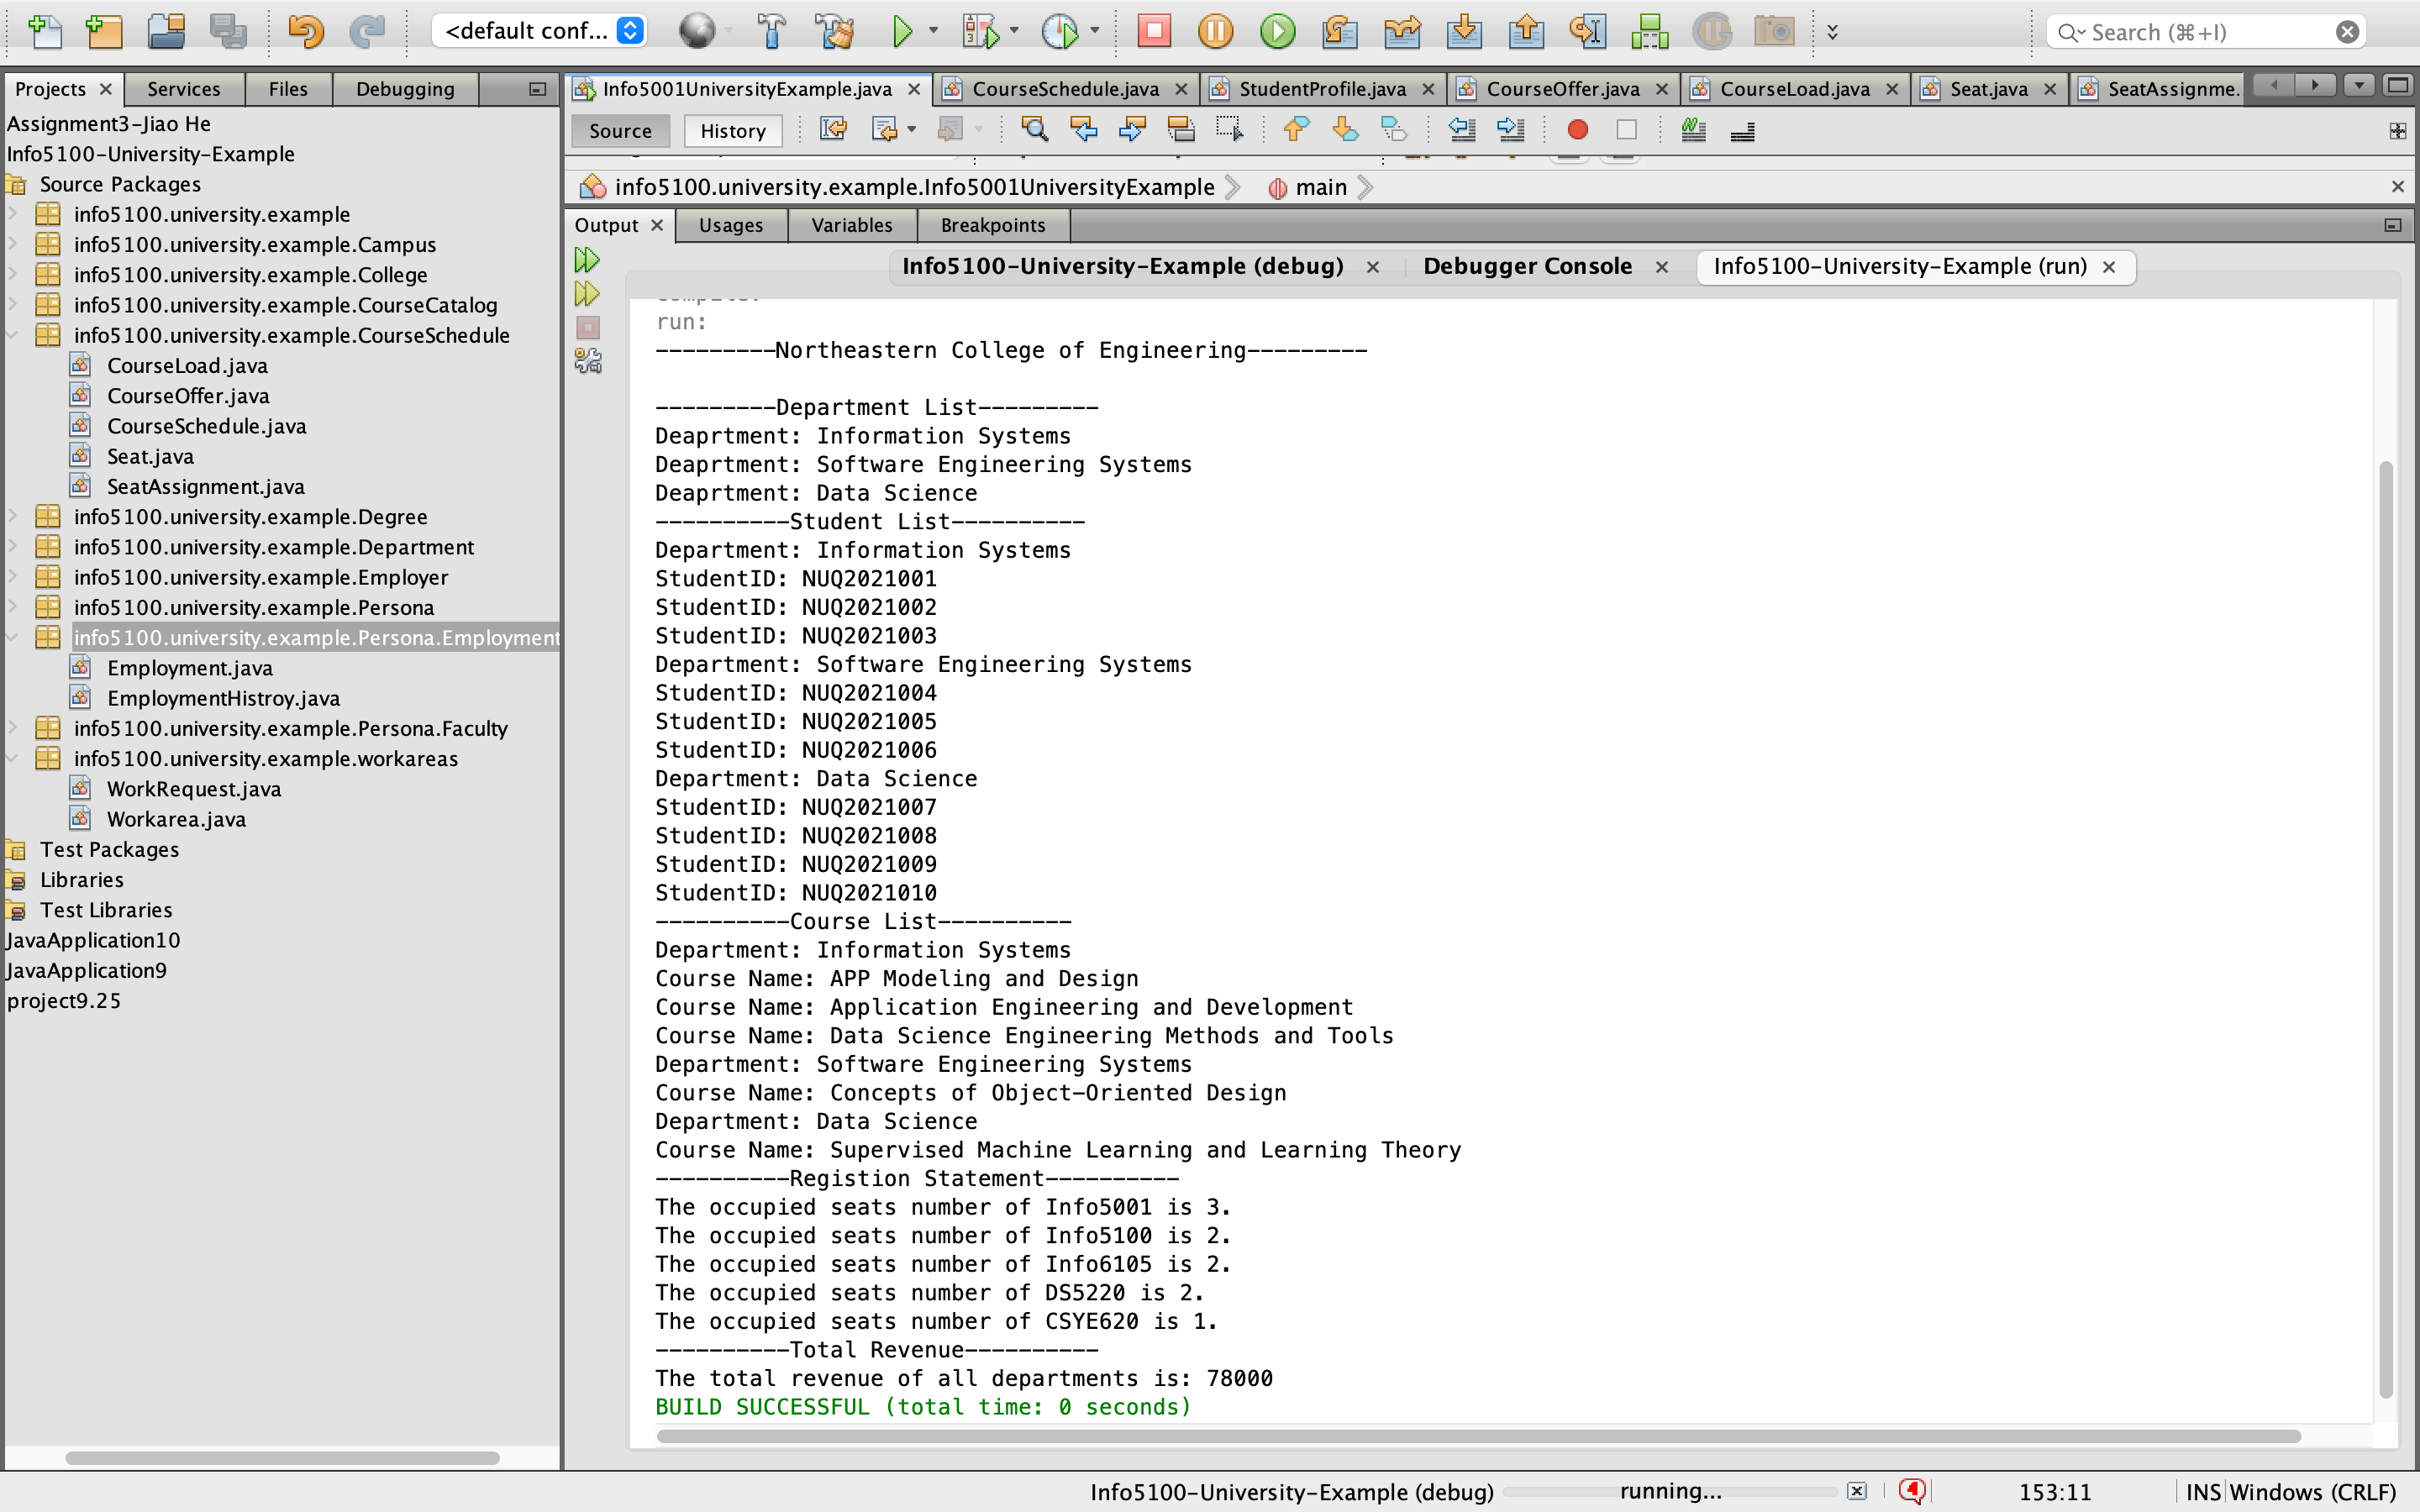 <default conf...
Search (⌘+I)
Projects
Services
Files
Debugging
Info5001UniversityExample.java
CourseSchedule.java
StudentProfile.java
CourseOffer.java
CourseLoad.java
Seat.java
SeatAssignme.
Source
History
Assignment3-Jiao He
Info5100-University-Example
Source Packages
info5100.university.example
info5100.university.example.Campus
info5100.university.example.College
info5100.university.example.CourseCatalog
info5100.university.example.CourseSchedule
CourseLoad.java
CourseOffer.java
CourseSchedule.java
Seat.java
SeatAssignment.java
info5100.university.example.Degree
info5100.university.example.Department
info5100.university.example.Employer
info5100.university.example.Persona
info5100.university.example.Persona.Employment
Employment.java
EmploymentHistroy.java
info5100.university.example.Persona.Faculty
info5100.university.example.workareas
WorkRequest.java
Workarea.java
Test Packages
Libraries
Test Libraries
JavaApplication10
JavaApplication9
project9.25
info5100.university.example.Info5001UniversityExample
main
Output
Usages
Variables
Breakpoints
Info5100-University-Example (debug)
Debugger Console
Info5100-University-Example (run)
run:
---------Northeastern College of Engineering---------
---------Department List---------
Deaprtment: Information Systems
Deaprtment: Software Engineering Systems
Deaprtment: Data Science
----------Student List----------
Department: Information Systems
StudentID: NUQ2021001
StudentID: NUQ2021002
StudentID: NUQ2021003
Department: Software Engineering Systems
StudentID: NUQ2021004
StudentID: NUQ2021005
StudentID: NUQ2021006
Department: Data Science
StudentID: NUQ2021007
StudentID: NUQ2021008
StudentID: NUQ2021009
StudentID: NUQ2021010
----------Course List----------
Department: Information Systems
Course Name: APP Modeling and Design
Course Name: Application Engineering and Development
Course Name: Data Science Engineering Methods and Tools
Department: Software Engineering Systems
Course Name: Concepts of Object-Oriented Design
Department: Data Science
Course Name: Supervised Machine Learning and Learning Theory
----------Registion Statement----------
The occupied seats number of Info5001 is 3.
The occupied seats number of Info5100 is 2.
The occupied seats number of Info6105 is 2.
The occupied seats number of DS5220 is 2.
The occupied seats number of CSYE620 is 1.
----------Total Revenue----------
The total revenue of all departments is: 78000
BUILD SUCCESSFUL (total time: 0 seconds)
Info5100-University-Example (debug)
running...
4
153:11
INS
Windows (CRLF)